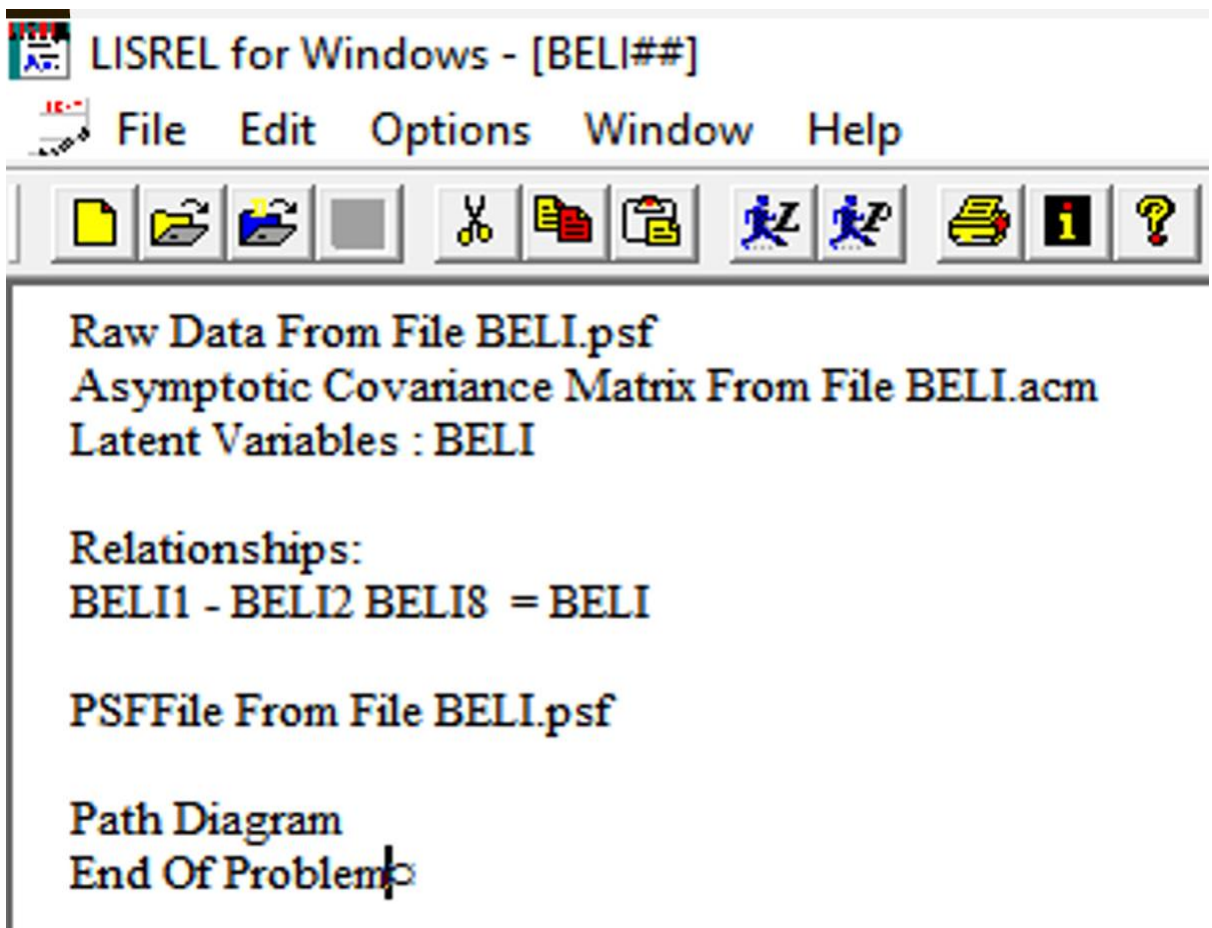 LISREL for Windows - [BELI##]
File Edit Options Window Help
Raw Data From File BELI.psf
Asymptotic Covariance Matrix From File BELI.acm
Latent Variables : BELI
Relationships:
BELI1 - BELI2 BELI8 = BELI
PSFFile From File BELI.psf
Path Diagram
End Of Problem